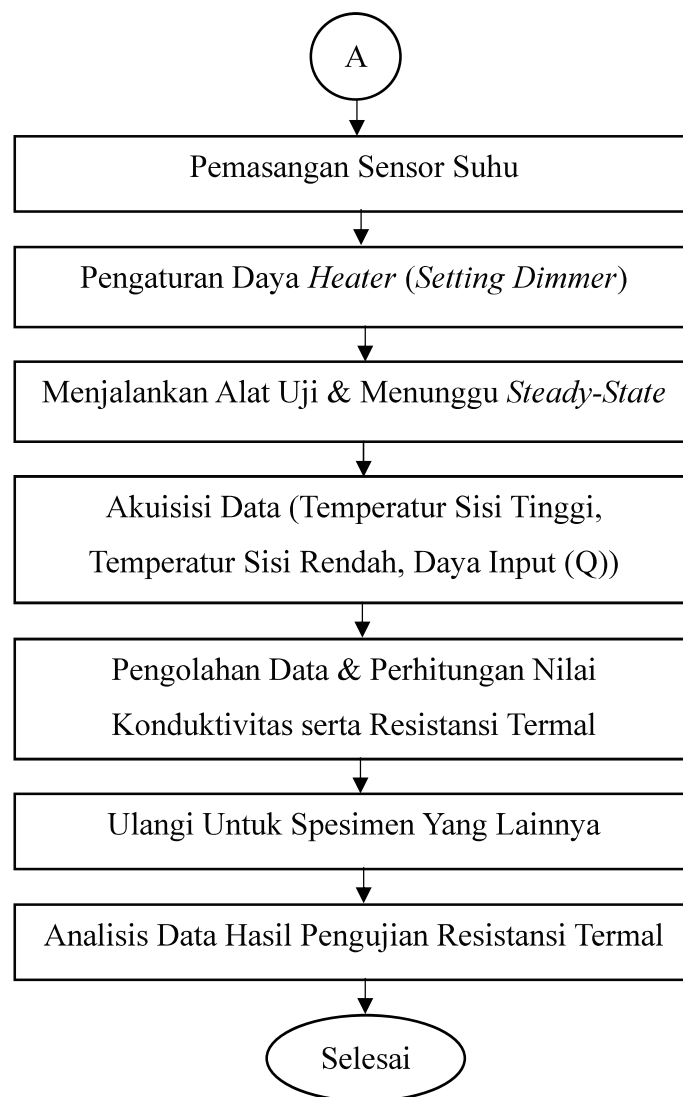 A
Pemasangan Sensor Suhu
Pengaturan Daya Heater (Setting Dimmer)
Menjalankan Alat Uji & Menunggu Steady-State
Akuisisi Data (Temperatur Sisi Tinggi,
Temperatur Sisi Rendah, Daya Input (Q))
Pengolahan Data & Perhitungan Nilai
Konduktivitas serta Resistansi Termal
Ulangi Untuk Spesimen Yang Lainnya
Analisis Data Hasil Pengujian Resistansi Termal
Selesai